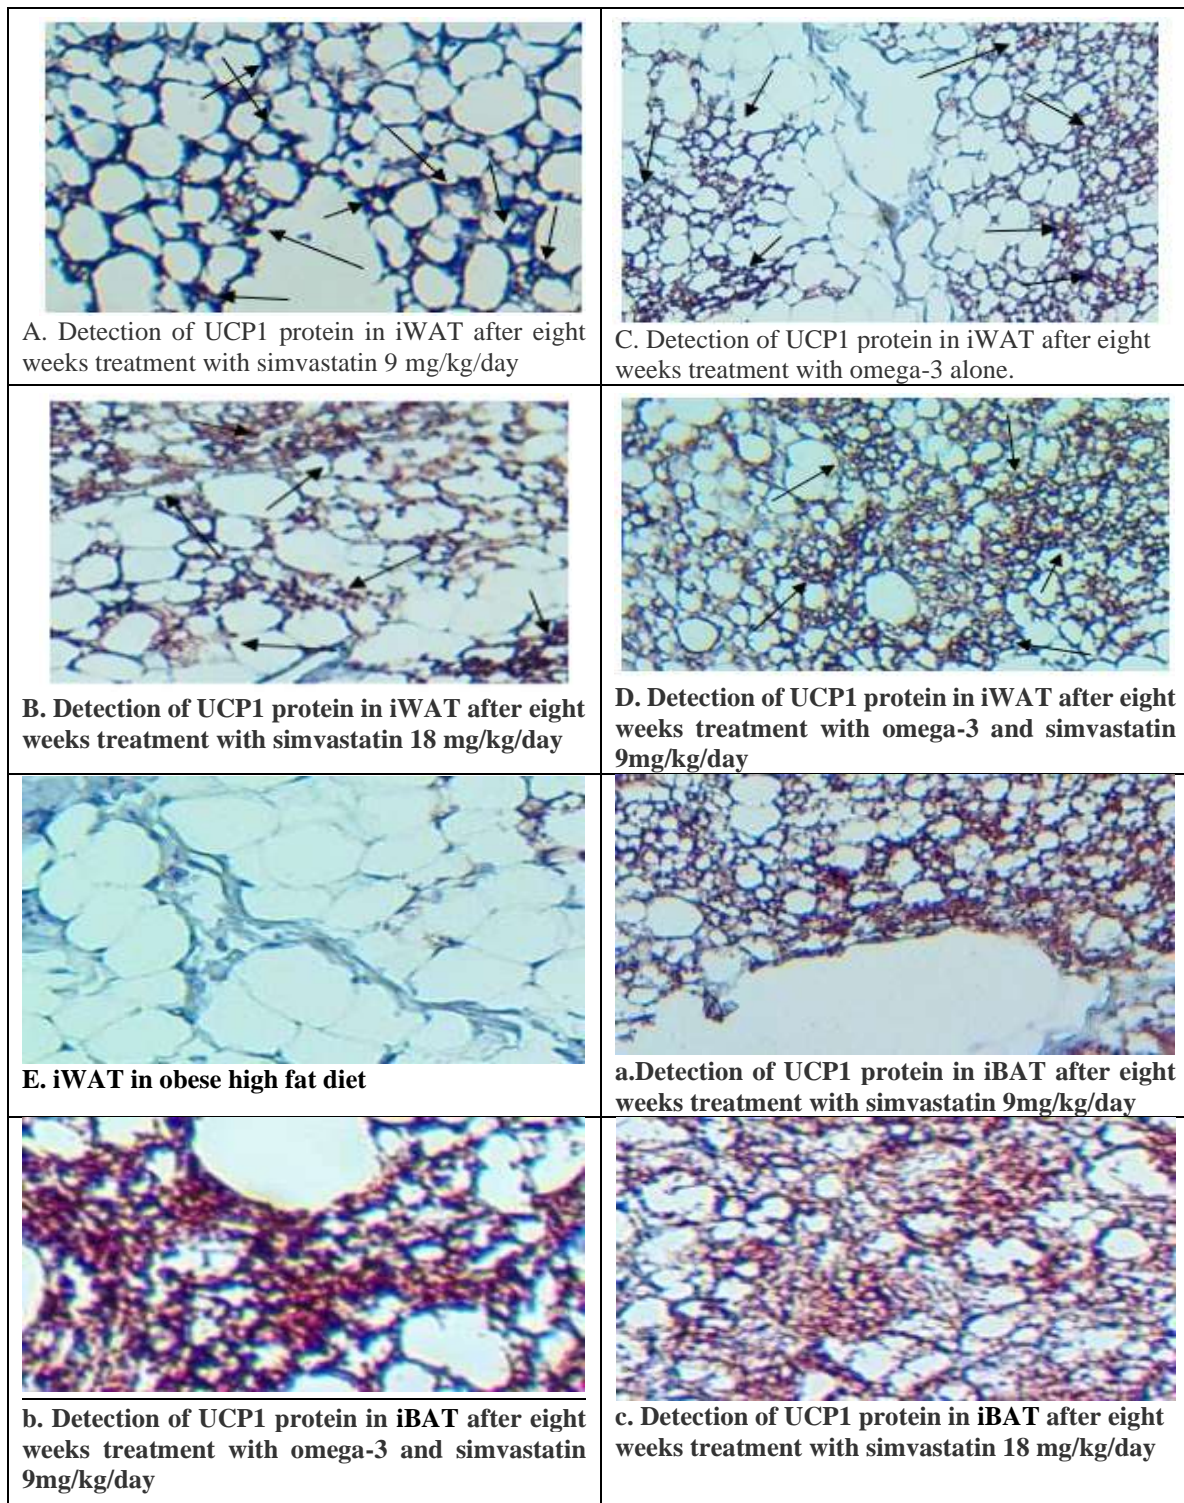 A. Detection of UCP1 protein in iWAT after eight
weeks treatment with simvastatin 9 mg/kg/day
C. Detection of UCP1 protein in iWAT after eight
weeks treatment with omega-3 alone.
B. Detection of UCP1 protein in iWAT after eight
weeks treatment with simvastatin 18 mg/kg/day
D. Detection of UCP1 protein in iWAT after eight
weeks treatment with omega-3 and simvastatin
9mg/kg/day
E. iWAT in obese high fat diet
a.Detection of UCP1 protein in iBAT after eight
weeks treatment with simvastatin 9mg/kg/day
b. Detection of UCP1 protein in iBAT after eight
weeks treatment with omega-3 and simvastatin
9mg/kg/day
c. Detection of UCP1 protein in iBAT after eight
weeks treatment with simvastatin 18 mg/kg/day